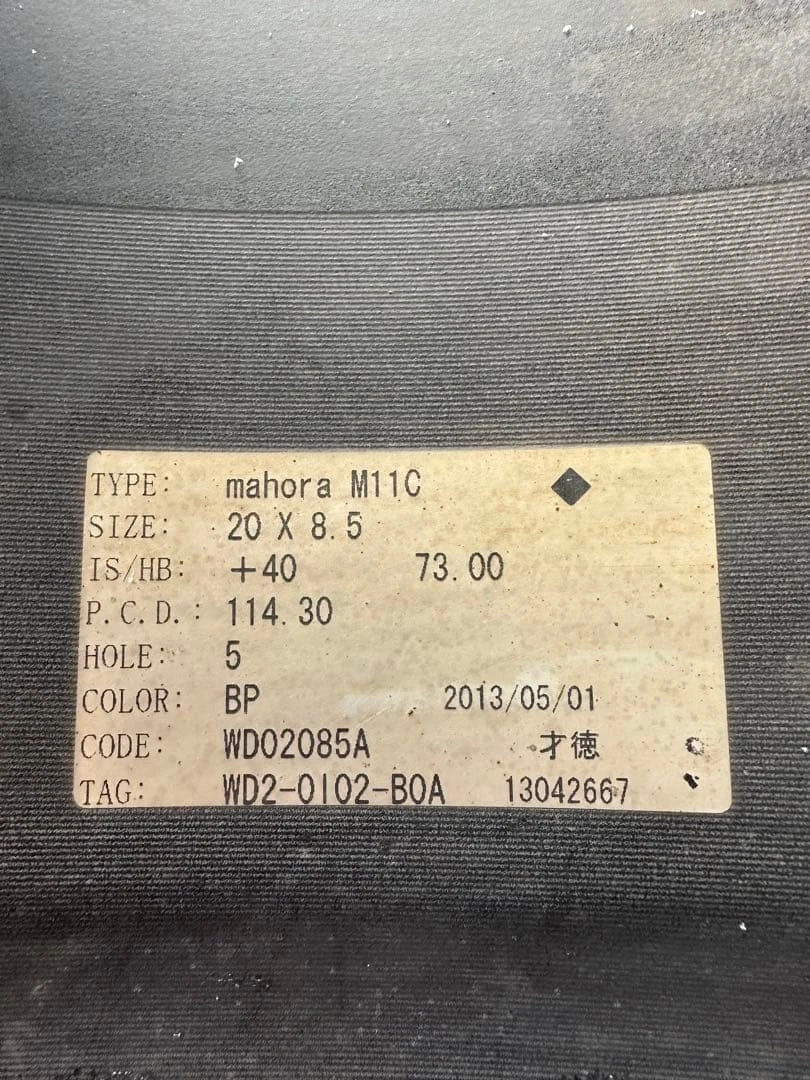 TYPE: mahora M11C ◆
SIZE: 20 X 8.5
IS/HB: +40 73.00
P.C.D.: 114.30
HOLE: 5
COLOR: BP 2013/05/01
CODE: WD02085A 才徳
TAG: WD2-0102-B0A 13042667